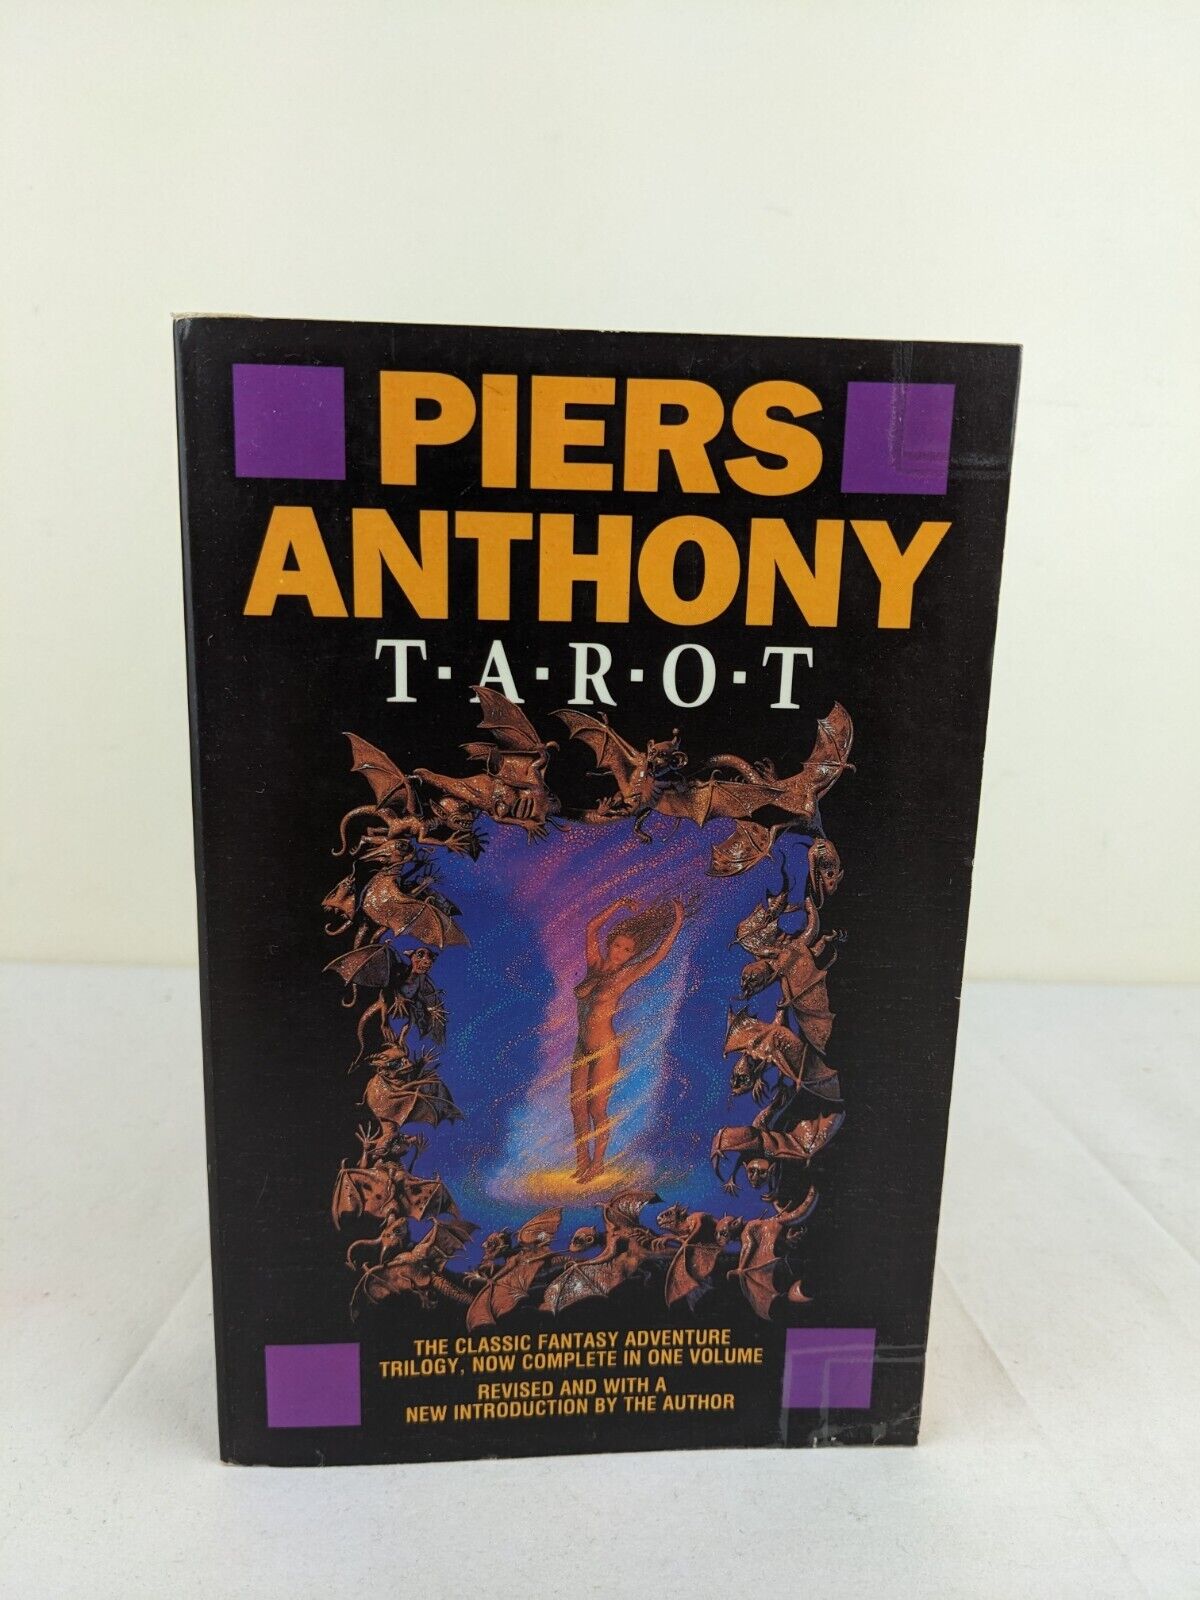 PIERS
ANTHONY
T·A·R·O·T
THE CLASSIC FANTASY ADVENTURE
TRILOGY, NOW COMPLETE IN ONE VOLUME
REVISED AND WITH A
NEW INTRODUCTION BY THE AUTHOR